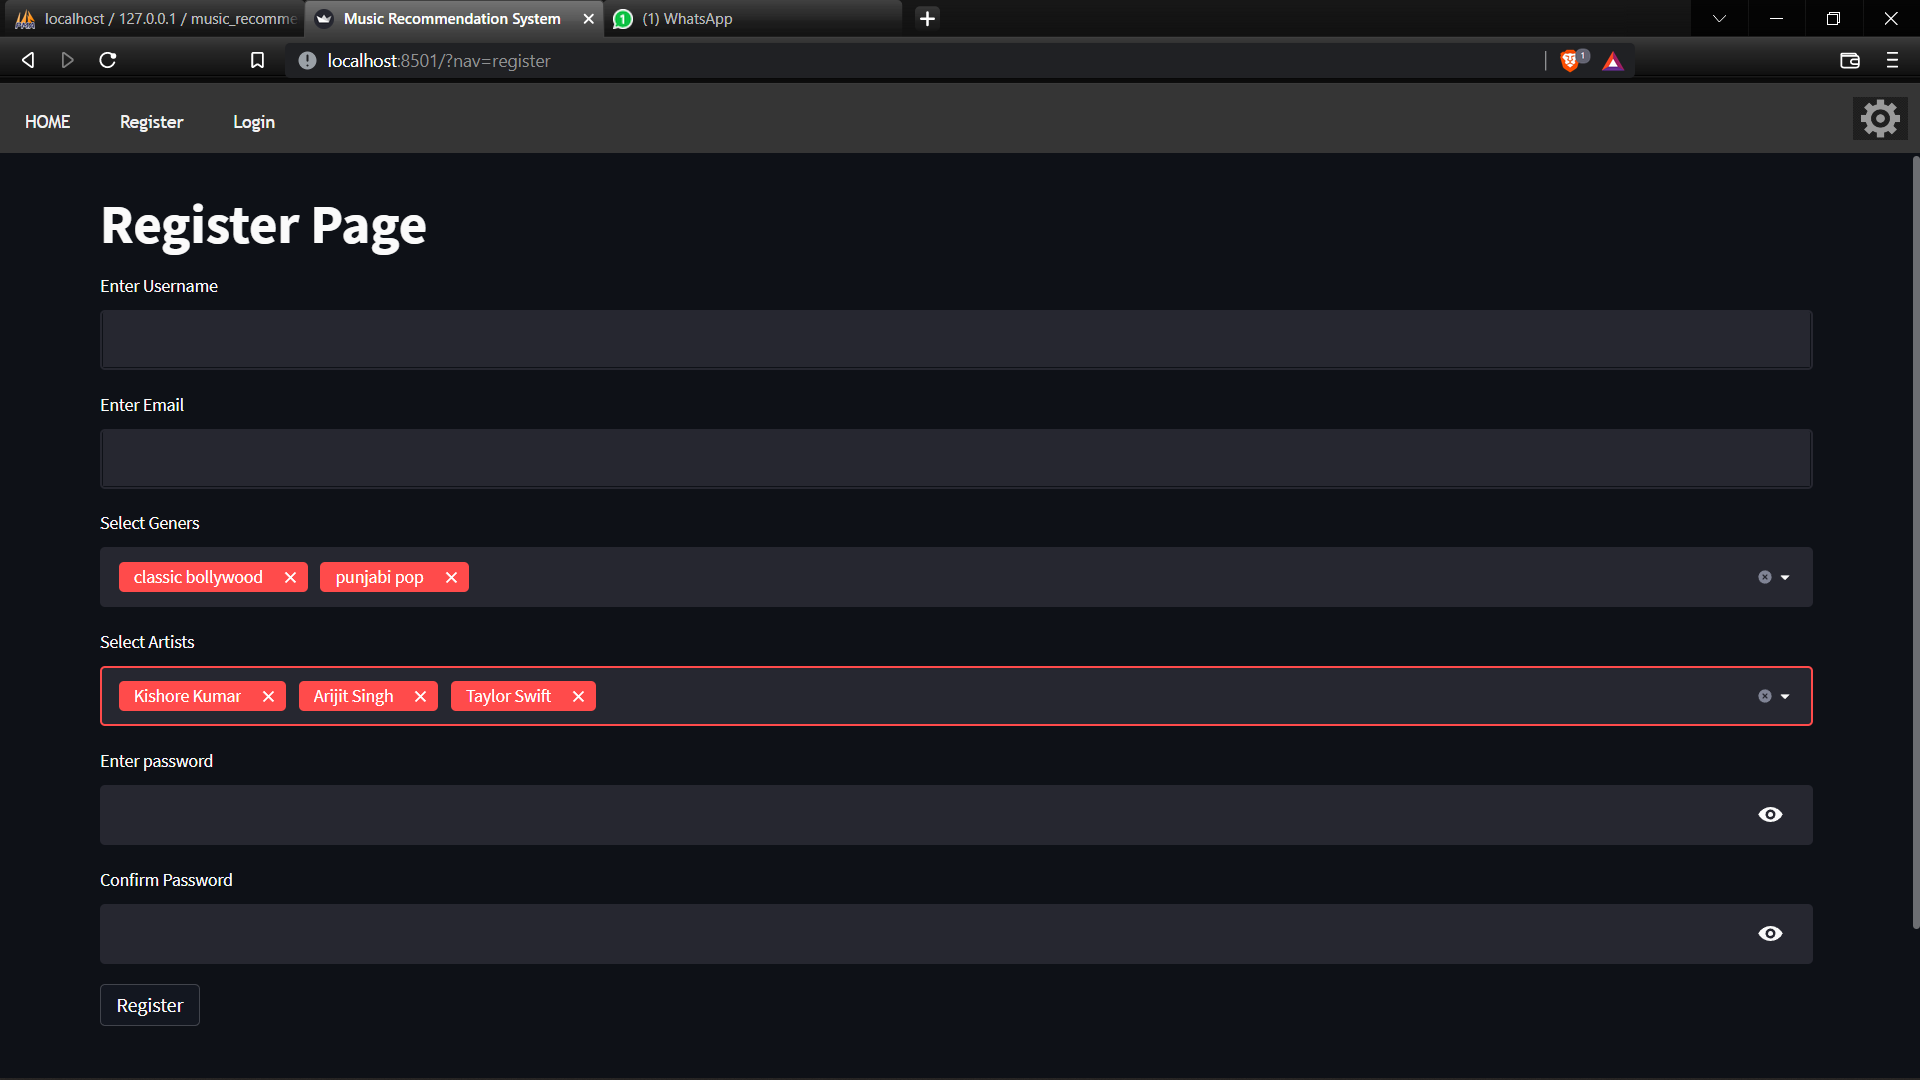 localhost / 127.0.0.1 / music_recomme
Music Recommendation System
1
(1) WhatsApp
localhost:8501/?nav=register
1
HOME
Register
Login
Register Page
Enter Username
Enter Email
Select Geners
classic bollywood
punjabi pop
Select Artists
Kishore Kumar
Arijit Singh
Taylor Swift
Enter password
Confirm Password
Register